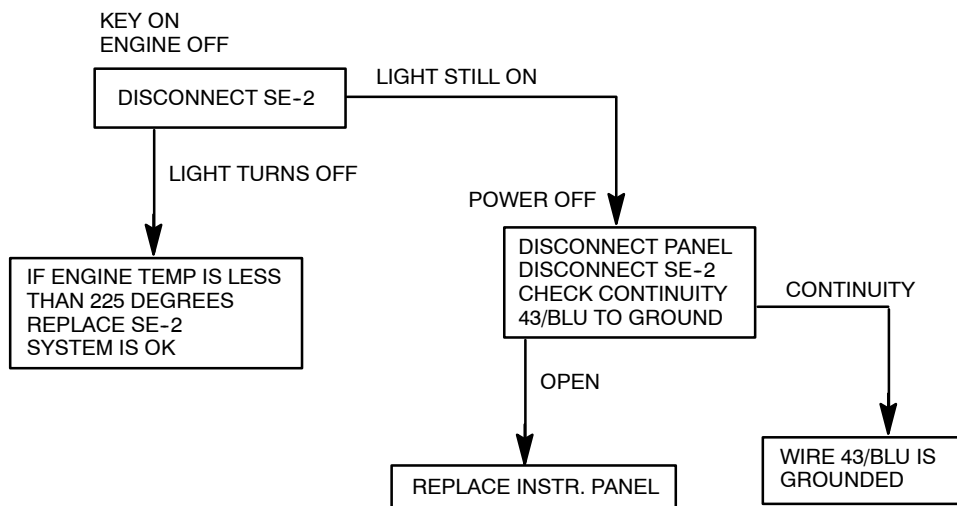 KEY ON
ENGINE OFF
DISCONNECT SE-2
LIGHT STILL ON
LIGHT TURNS OFF
POWER OFF
IF ENGINE TEMP IS LESS
THAN 225 DEGREES
REPLACE SE-2
SYSTEM IS OK
DISCONNECT PANEL
DISCONNECT SE-2
CHECK CONTINUITY
43/BLU TO GROUND
CONTINUITY
OPEN
REPLACE INSTR. PANEL
WIRE 43/BLU IS
GROUNDED